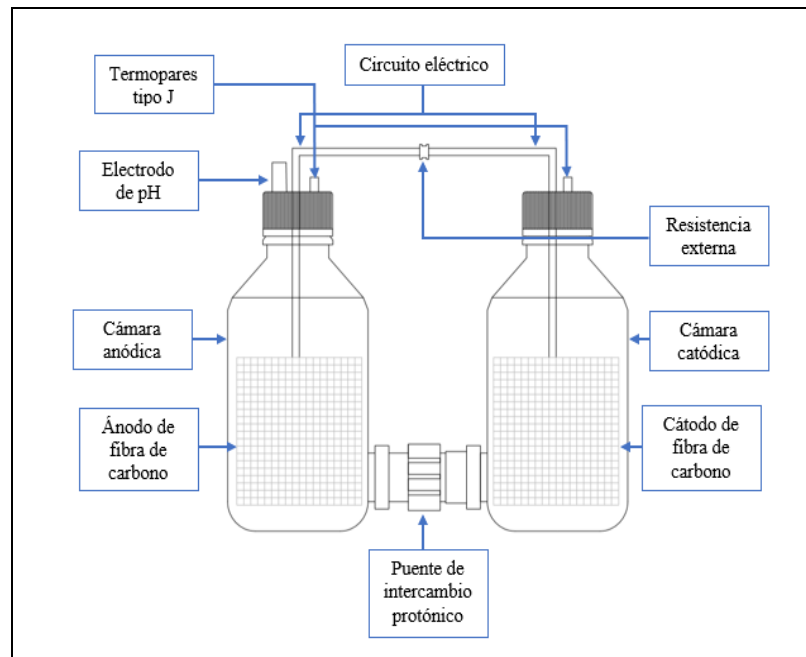 Circuito eléctrico
Termopares
tipo J
Electrodo
de pH
Resistencia
externa
Cámara
anódica
Cámara
catódica
Ánodo de
fibra de
carbono
Cátodo de
fibra de
carbono
Puente de
intercambio
protónico